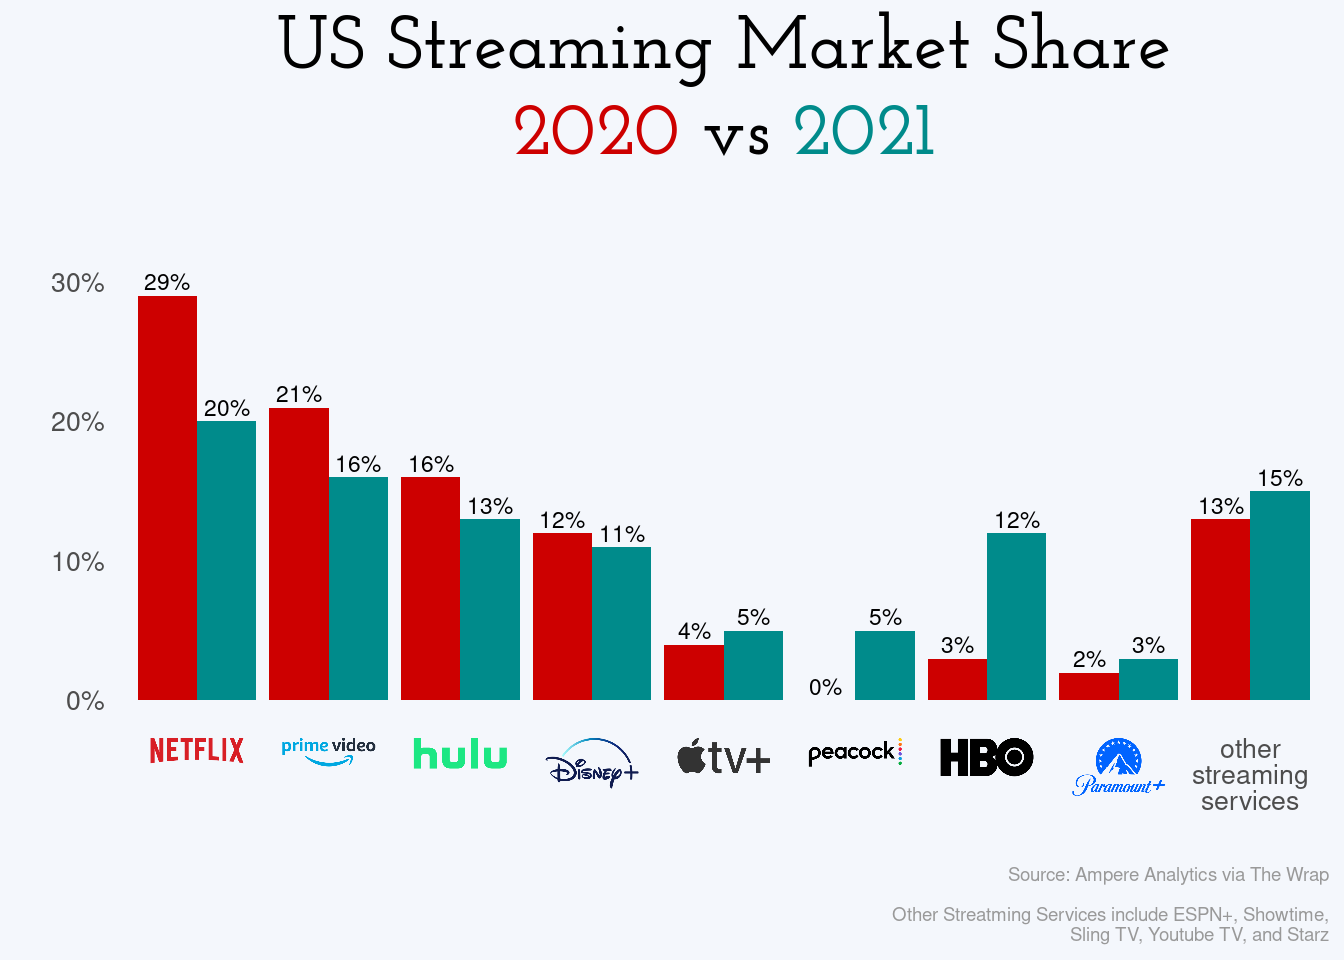 US Streaming Market Share
2020 vs 2021
30%
20%
10%
0%
29%
20%
21%
16%
16%
13%
12%
11%
4%
5%
0%
5%
3%
12%
2%
3%
13%
15%
NETFLIX
prime video
hulu
Disney+
tv+
peacock
HBO
Paramount+
other
streaming
services
Source: Ampere Analytics via The Wrap
Other Streatming Services include ESPN+, Showtime,
Sling TV, Youtube TV, and Starz